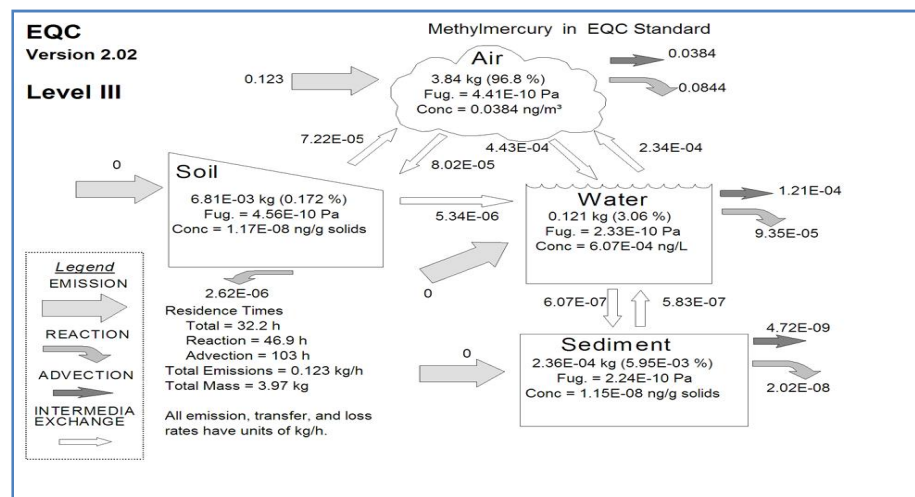 EQC
Version 2.02
Level III
Methylmercury in EQC Standard
Air
3.84 kg (96.8 %)
Fug. = 4.41E-10 Pa
Conc = 0.0384 ng/m³
0.123
0.0384
0.0844
7.22E-05
8.02E-05
4.43E-04
2.34E-04
0
Soil
6.81E-03 kg (0.172 %)
Fug. = 4.56E-10 Pa
Conc = 1.17E-08 ng/g solids
5.34E-06
Water
0.121 kg (3.06 %)
Fug. = 2.33E-10 Pa
Conc = 6.07E-04 ng/L
1.21E-04
9.35E-05
0
2.62E-06
6.07E-07
5.83E-07
Legend
EMISSION
REACTION
ADVECTION
INTERMEDIA
EXCHANGE
Residence Times
Total = 32.2 h
Reaction = 46.9 h
Advection = 103 h
Total Emissions = 0.123 kg/h
Total Mass = 3.97 kg
All emission, transfer, and loss
rates have units of kg/h.
0
Sediment
2.36E-04 kg (5.95E-03 %)
Fug. = 2.24E-10 Pa
Conc = 1.15E-08 ng/g solids
4.72E-09
2.02E-08